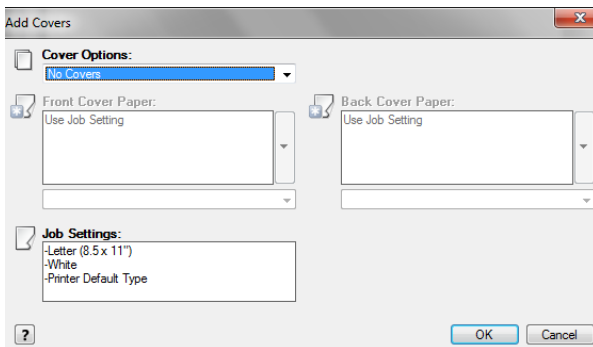 Add Covers
Cover Options:
No Covers
Front Cover Paper:
Use Job Setting
Back Cover Paper:
Use Job Setting
Job Settings:
-Letter (8.5 x 11")
-White
-Printer Default Type
?
OK
Cancel